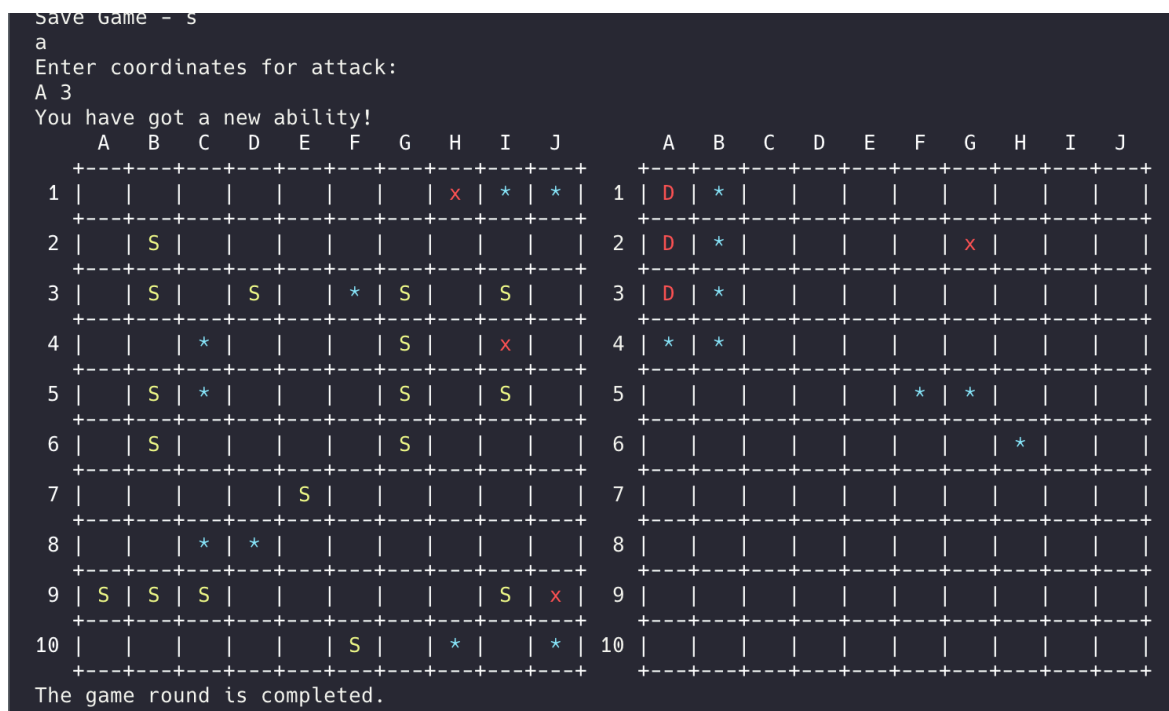 Save Game - s
a
Enter coordinates for attack:
A 3
You have got a new ability!
      A   B   C   D   E   F   G   H   I   J        A   B   C   D   E   F   G   H   I   J
    +---+---+---+---+---+---+---+---+---+---+    +---+---+---+---+---+---+---+---+---+---+
 1  |   |   |   |   |   |   |   | x | * | * |  1 | D | * |   |   |   |   |   |   |   |   |
    +---+---+---+---+---+---+---+---+---+---+    +---+---+---+---+---+---+---+---+---+---+
 2  |   | S |   |   |   |   |   |   |   |   |  2 | D | * |   |   |   |   | x |   |   |   |
    +---+---+---+---+---+---+---+---+---+---+    +---+---+---+---+---+---+---+---+---+---+
 3  |   | S |   | S |   | * | S |   | S |   |  3 | D | * |   |   |   |   |   |   |   |   |
    +---+---+---+---+---+---+---+---+---+---+    +---+---+---+---+---+---+---+---+---+---+
 4  |   |   | * |   |   |   | S |   | x |   |  4 | * | * |   |   |   |   |   |   |   |   |
    +---+---+---+---+---+---+---+---+---+---+    +---+---+---+---+---+---+---+---+---+---+
 5  |   | S | * |   |   |   | S |   | S |   |  5 |   |   |   |   |   | * | * |   |   |   |
    +---+---+---+---+---+---+---+---+---+---+    +---+---+---+---+---+---+---+---+---+---+
 6  |   | S |   |   |   |   | S |   |   |   |  6 |   |   |   |   |   |   |   | * |   |   |
    +---+---+---+---+---+---+---+---+---+---+    +---+---+---+---+---+---+---+---+---+---+
 7  |   |   |   |   | S |   |   |   |   |   |  7 |   |   |   |   |   |   |   |   |   |   |
    +---+---+---+---+---+---+---+---+---+---+    +---+---+---+---+---+---+---+---+---+---+
 8  |   |   | * | * |   |   |   |   |   |   |  8 |   |   |   |   |   |   |   |   |   |   |
    +---+---+---+---+---+---+---+---+---+---+    +---+---+---+---+---+---+---+---+---+---+
 9  | S | S | S |   |   |   |   |   | S | x |  9 |   |   |   |   |   |   |   |   |   |   |
    +---+---+---+---+---+---+---+---+---+---+    +---+---+---+---+---+---+---+---+---+---+
10  |   |   |   |   |   | S |   | * |   | * | 10 |   |   |   |   |   |   |   |   |   |   |
    +---+---+---+---+---+---+---+---+---+---+    +---+---+---+---+---+---+---+---+---+---+
The game round is completed.